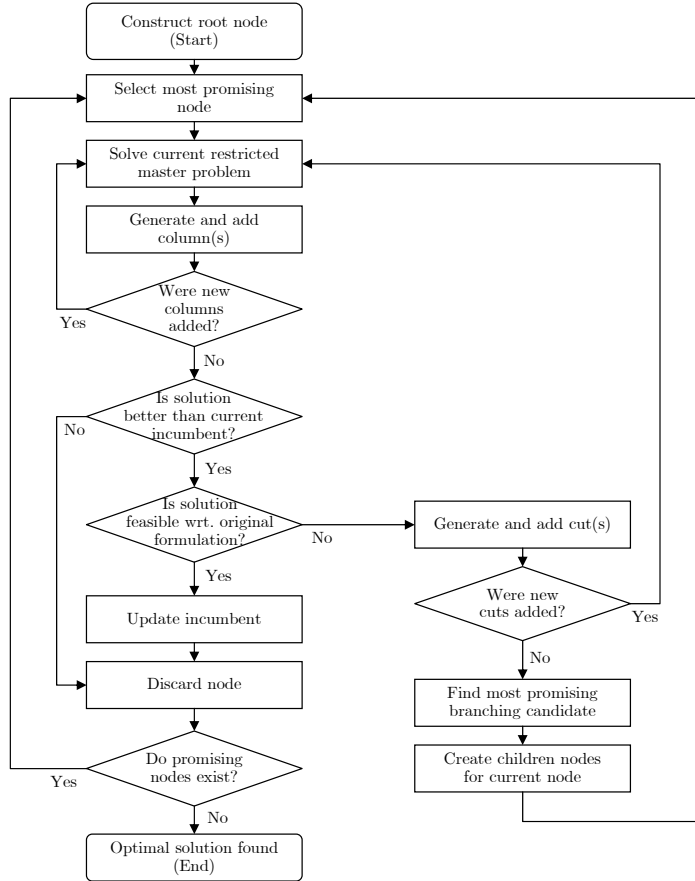 Construct root node
(Start)
Select most promising
node
Solve current restricted
master problem
Generate and add
column(s)
Were new
columns
added?
Yes
No
Is solution
better than current
incumbent?
No
Yes
Is solution
feasible wrt. original
formulation?
No
Yes
Generate and add cut(s)
Were new
cuts added?
Yes
No
Update incumbent
Discard node
Find most promising
branching candidate
Create children nodes
for current node
Do promising
nodes exist?
Yes
No
Optimal solution found
(End)